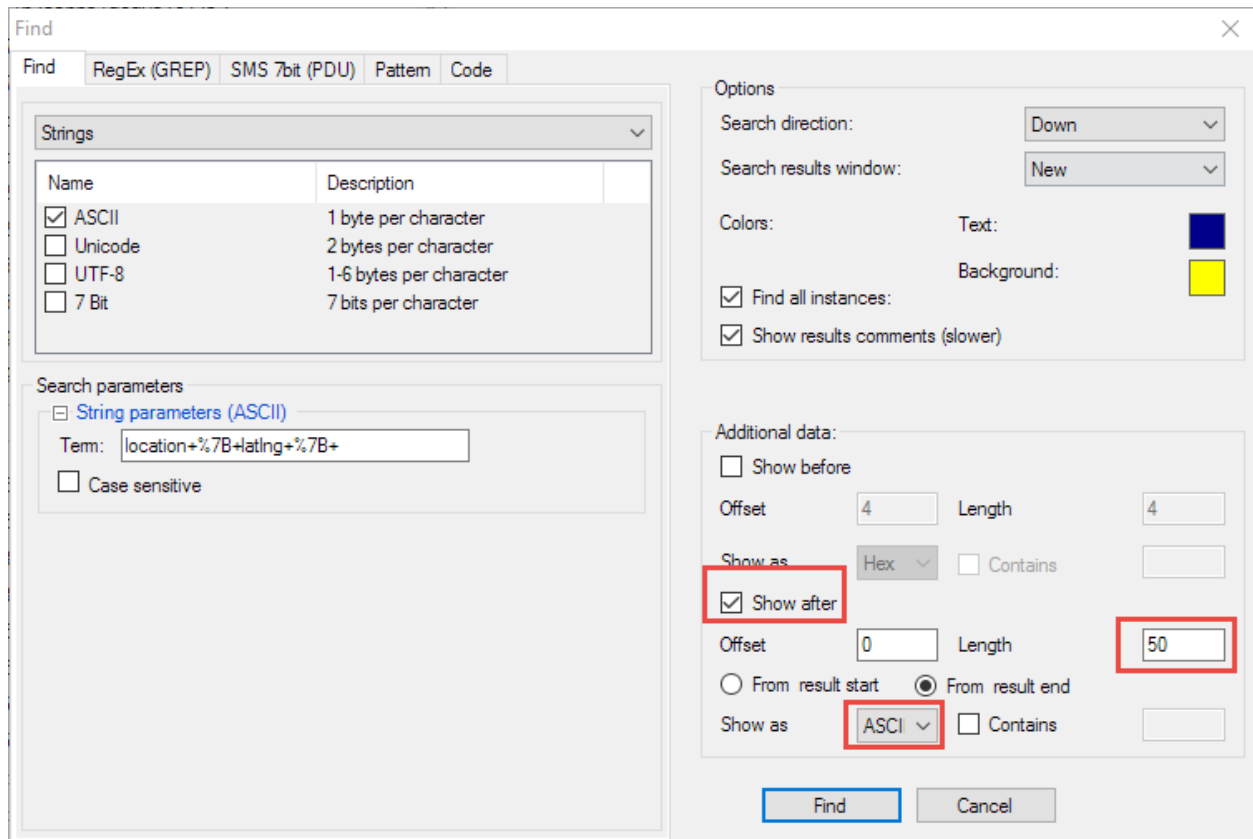 Find
Find RegEx (GREP) SMS 7bit (PDU) Pattern Code
Strings
Name Description
ASCII 1 byte per character
Unicode 2 bytes per character
UTF-8 1-6 bytes per character
7 Bit 7 bits per character
Search parameters
String parameters (ASCII)
Term: location+%7B+latlng+%7B+
Case sensitive
Options
Search direction: Down
Search results window: New
Colors: Text:
Background:
Find all instances:
Show results comments (slower)
Additional data:
Show before
Offset 4 Length 4
Show as Hex Contains
Show after
Offset 0 Length 50
From result start From result end
Show as ASCI Contains
Find Cancel